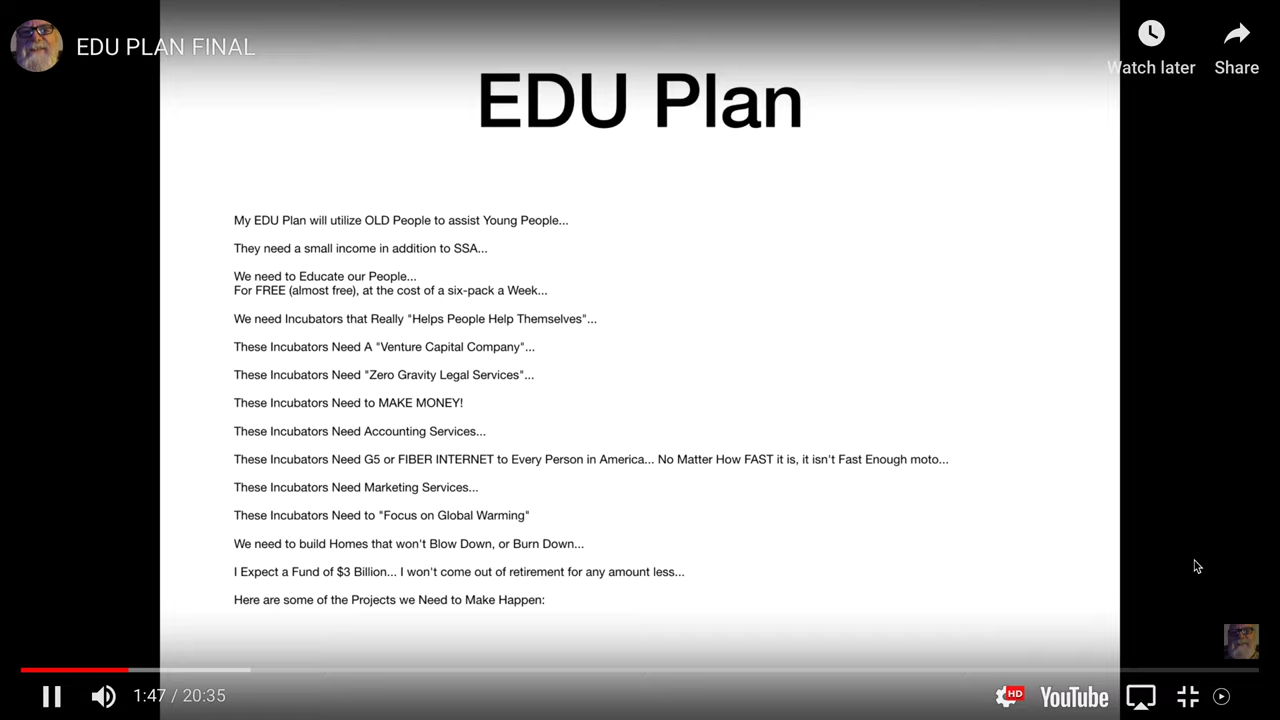 EDU PLAN FINAL
Watch later
Share
EDU Plan
My EDU Plan will utilize OLD People to assist Young People...
They need a small income in addition to SSA...
We need to Educate our People...
For FREE (almost free), at the cost of a six-pack a Week...
We need Incubators that Really "Helps People Help Themselves"...
These Incubators Need A "Venture Capital Company"...
These Incubators Need "Zero Gravity Legal Services"...
These Incubators Need to MAKE MONEY!
These Incubators Need Accounting Services...
These Incubators Need G5 or FIBER INTERNET to Every Person in America... No Matter How FAST it is, it isn't Fast Enough moto...
These Incubators Need Marketing Services...
These Incubators Need to "Focus on Global Warming"
We need to build Homes that won't Blow Down, or Burn Down...
I Expect a Fund of $3 Billion... I won't come out of retirement for any amount less...
Here are some of the Projects we Need to Make Happen:
1:47 / 20:35
HD
YouTube